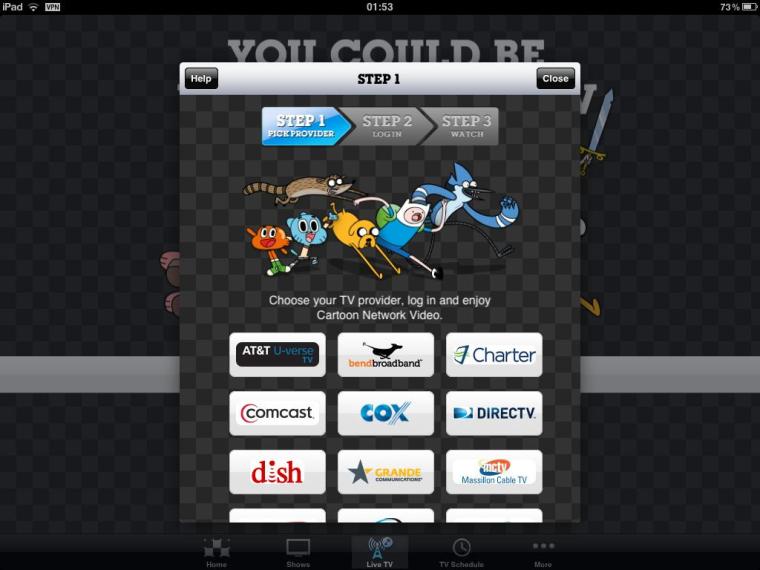 iPad VPN 01:53 73%
YOU COULD BE
Help STEP 1 Close
STEP 1 STEP 2 STEP 3
PICK PROVIDER LOG IN WATCH
Choose your TV provider, log in and enjoy
Cartoon Network Video.
AT&T U-verse TV bendbroadband Charter
comcast COX DIRECTV
dish GRANDE COMMUNICATIONS mctv Massillon Cable TV
Home Shows Live TV TV Schedule More